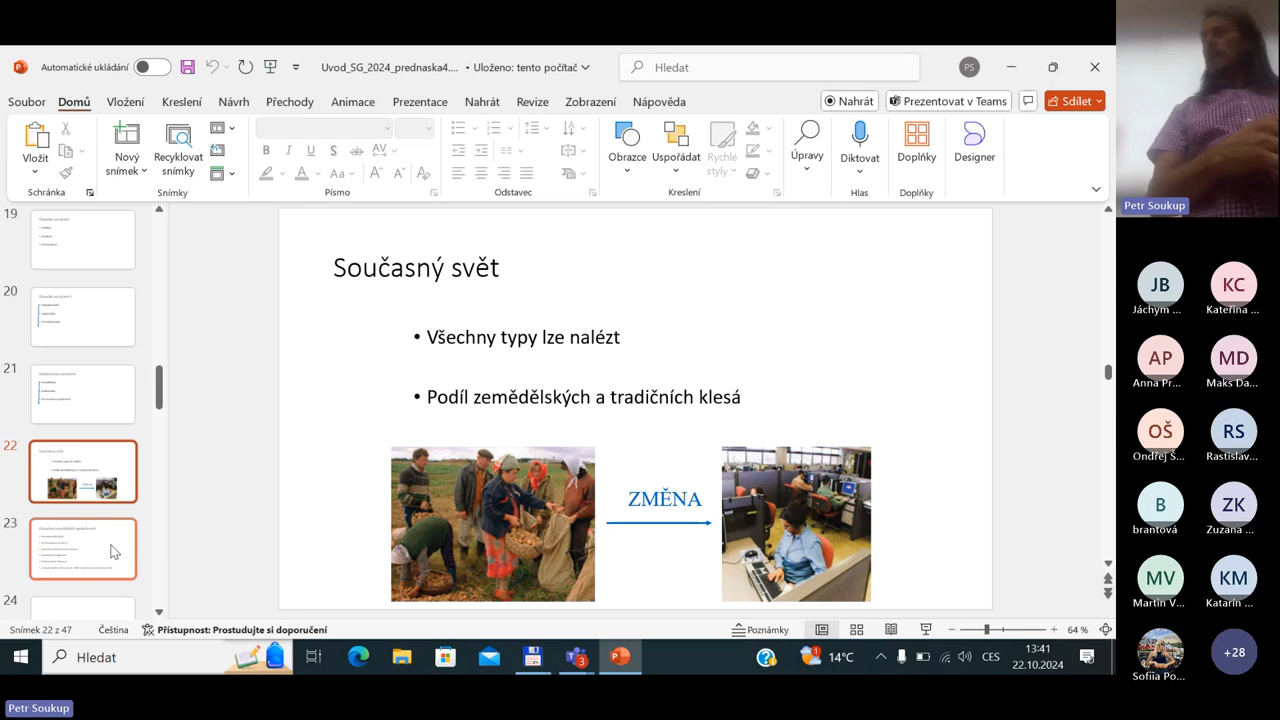 Automatické ukládání
Uvod_SG_2024_prednaska4.... • Uloženo: tento počítač
Hledat
PS
Soubor Domů Vložení Kreslení Návrh Přechody Animace Prezentace Nahrát Revize Zobrazení Nápověda
Nahrát
Prezentovat v Teams
Sdílet
Vložit
Nový snímek
Recyklovat snímky
Obrazce
Uspořádat
Rychlé styly
Úpravy
Diktovat
Doplňky
Designer
Schránka
Snímky
Písmo
Odstavec
Kreslení
Hlas
Doplňky
19
20
21
22
23
24
Současný svět
• Všechny typy lze nalézt
• Podíl zemědělských a tradičních klesá
ZMĚNA
Snímek 22 z 47
Čeština
Přístupnost: Prostudujte si doporučení
Poznámky
64 %
Hledat
14°C
CES
13:41
22.10.2024
Petr Soukup
Petr Soukup
JB
Jáchym ...
KC
Kateřina ...
AP
Anna Pr...
MD
Maks Da...
OŠ
Ondřej Š...
RS
Rastislav...
B
brantová
ZK
Zuzana ...
MV
Martin V...
KM
Katarín ...
Sofiia Po...
+28